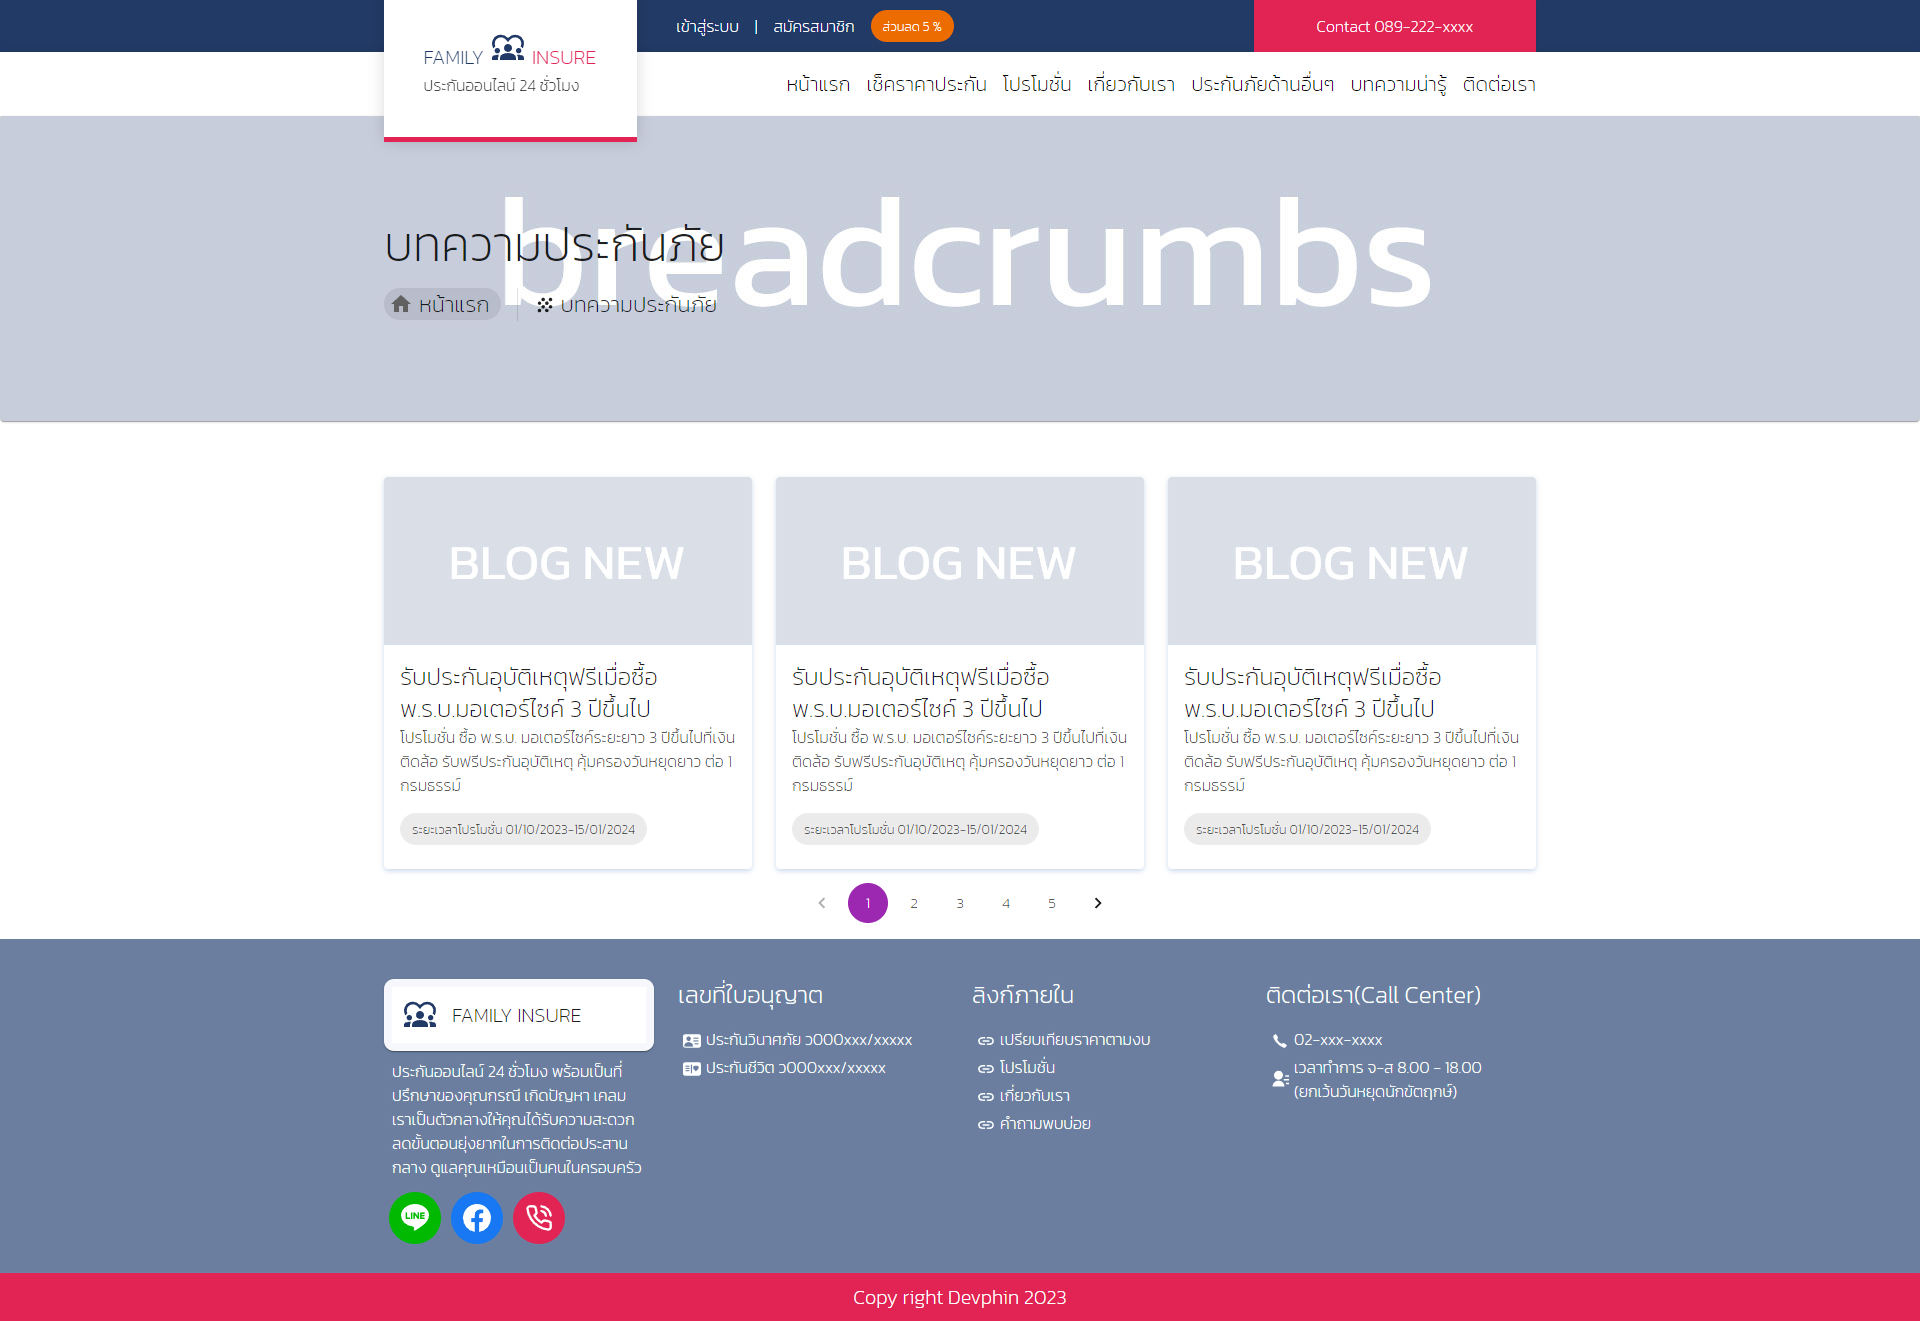 เข้าสู่ระบบ | สมัครสมาชิก ส่วนลด 5 % Contact 089-222-xxxx
FAMILY INSURE
ประกันออนไลน์ 24 ชั่วโมง
หน้าแรก เช็คราคาประกัน โปรโมชั่น เกี่ยวกับเรา ประกันภัยด้านอื่นๆ บทความน่ารู้ ติดต่อเรา
breadcrumbs
บทความประกันภัย
หน้าแรก บทความประกันภัย
BLOG NEW
รับประกันอุบัติเหตุฟรีเมื่อซื้อ
พ.ร.บ.มอเตอร์ไซค์ 3 ปีขึ้นไป
โปรโมชั่น ซื้อ พ.ร.บ. มอเตอร์ไซค์ระยะยาว 3 ปีขึ้นไปที่เงิน
ติดล้อ รับฟรีประกันอุบัติเหตุ คุ้มครองวันหยุดยาว ต่อ 1
กรมธรรม์
ระยะเวลาโปรโมชั่น 01/10/2023-15/01/2024
BLOG NEW
รับประกันอุบัติเหตุฟรีเมื่อซื้อ
พ.ร.บ.มอเตอร์ไซค์ 3 ปีขึ้นไป
โปรโมชั่น ซื้อ พ.ร.บ. มอเตอร์ไซค์ระยะยาว 3 ปีขึ้นไปที่เงิน
ติดล้อ รับฟรีประกันอุบัติเหตุ คุ้มครองวันหยุดยาว ต่อ 1
กรมธรรม์
ระยะเวลาโปรโมชั่น 01/10/2023-15/01/2024
BLOG NEW
รับประกันอุบัติเหตุฟรีเมื่อซื้อ
พ.ร.บ.มอเตอร์ไซค์ 3 ปีขึ้นไป
โปรโมชั่น ซื้อ พ.ร.บ. มอเตอร์ไซค์ระยะยาว 3 ปีขึ้นไปที่เงิน
ติดล้อ รับฟรีประกันอุบัติเหตุ คุ้มครองวันหยุดยาว ต่อ 1
กรมธรรม์
ระยะเวลาโปรโมชั่น 01/10/2023-15/01/2024
1 2 3 4 5
FAMILY INSURE
ประกันออนไลน์ 24 ชั่วโมง พร้อมเป็นที่
ปรึกษาของคุณกรณี เกิดปัญหา เคลม
เราเป็นตัวกลางให้คุณได้รับความสะดวก
ลดขั้นตอนยุ่งยากในการติดต่อประสาน
กลาง ดูแลคุณเหมือนเป็นคนในครอบครัว
LINE
เลขที่ใบอนุญาต
ประกันวินาศภัย ว000xxx/xxxxx
ประกันชีวิต ว000xxx/xxxxx
ลิงก์ภายใน
เปรียบเทียบราคาตามงบ
โปรโมชั่น
เกี่ยวกับเรา
คำถามพบบ่อย
ติดต่อเรา(Call Center)
02-xxx-xxxx
เวลาทำการ จ-ส 8.00 - 18.00
(ยกเว้นวันหยุดนักขัตฤกษ์)
Copy right Devphin 2023